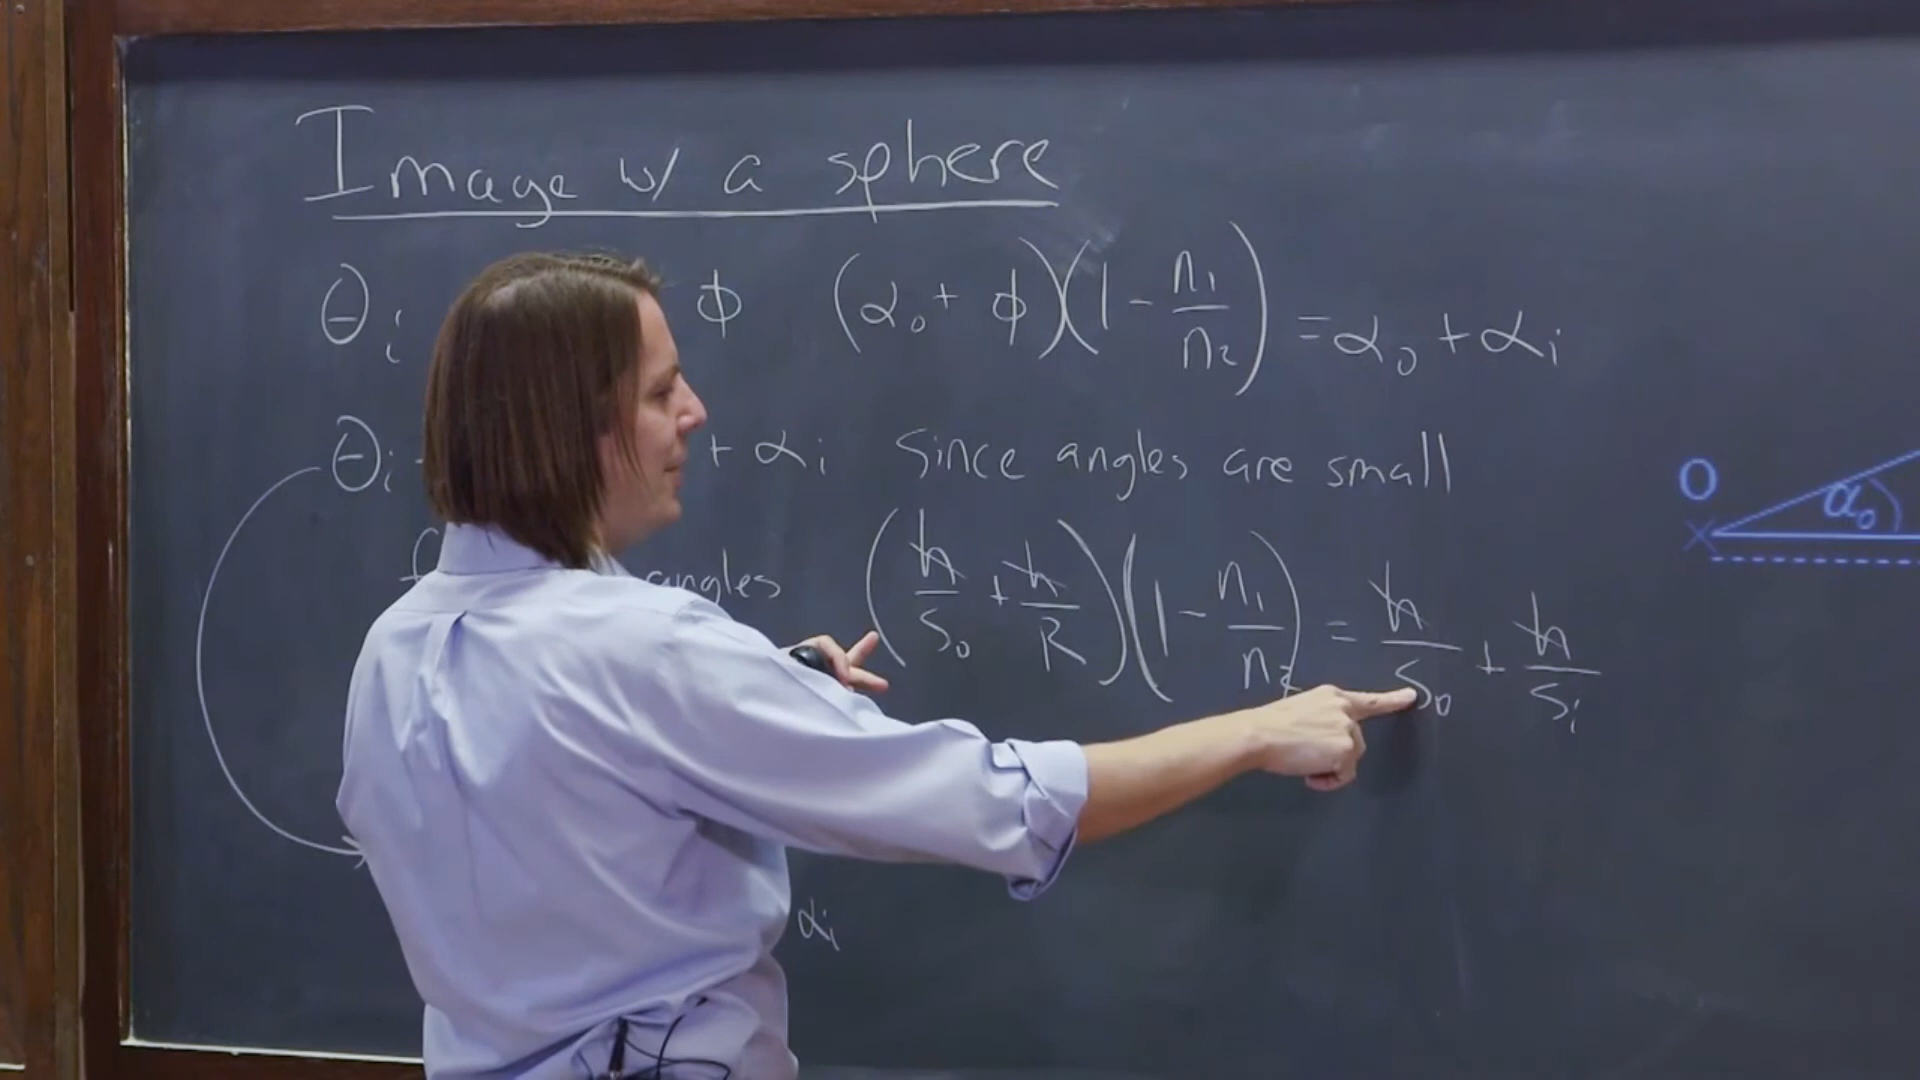 Image w/ a sphere
θi ϕ (α₀ + ϕ)(1 - n₁/n₂) = α₀ + αi
θi + αi Since angles are small
angles (h/S₀ + h/R)(1 - n₁/n₂) = h/S₀ + h/Si
αi
O
α₀
×